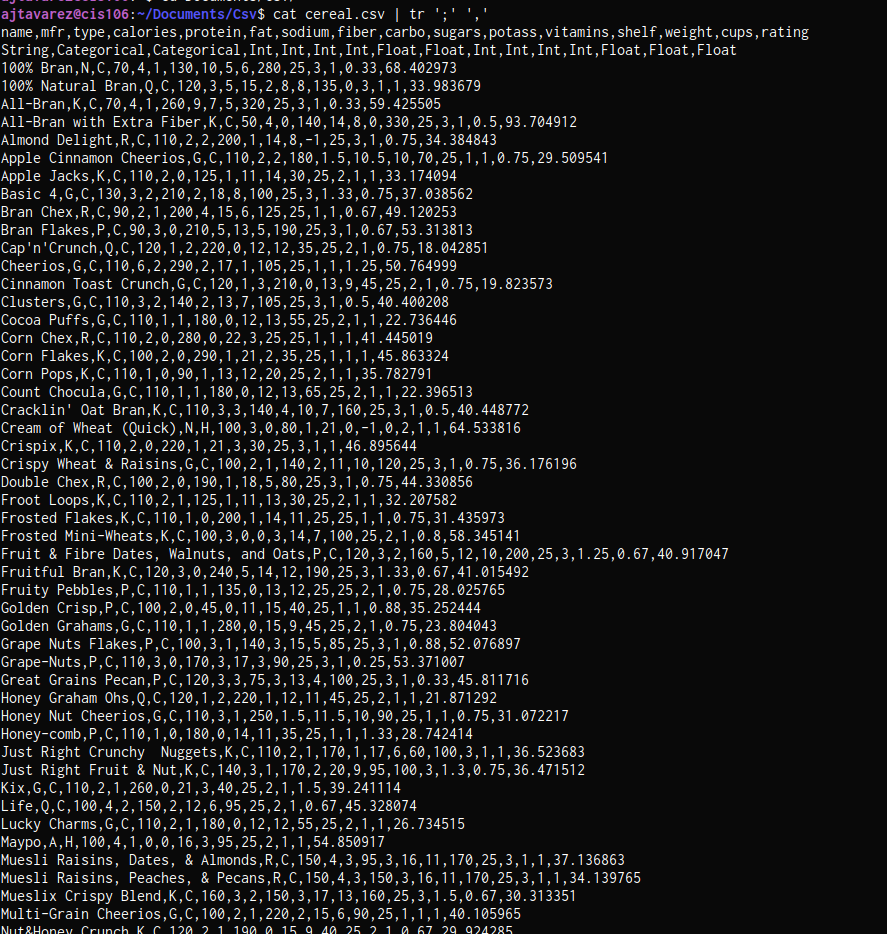 ajtavarez@cis106:~/Documents/Csv$ cat cereal.csv | tr ';' ','
name,mfr,type,calories,protein,fat,sodium,fiber,carbo,sugars,potass,vitamins,shelf,weight,cups,rating
String,Categorical,Categorical,Int,Int,Int,Int,Float,Float,Int,Int,Int,Int,Float,Float,Float
100% Bran,N,C,70,4,1,130,10,5,6,280,25,3,1,0.33,68.402973
100% Natural Bran,Q,C,120,3,5,15,2,8,8,135,0,3,1,1,33.983679
All-Bran,K,C,70,4,1,260,9,7,5,320,25,3,1,0.33,59.425505
All-Bran with Extra Fiber,K,C,50,4,0,140,14,8,0,330,25,3,1,0.5,93.704912
Almond Delight,R,C,110,2,2,200,1,14,8,-1,25,3,1,0.75,34.384843
Apple Cinnamon Cheerios,G,C,110,2,2,180,1.5,10.5,10,70,25,1,1,0.75,29.509541
Apple Jacks,K,C,110,2,0,125,1,11,14,30,25,2,1,1,33.174094
Basic 4,G,C,130,3,2,210,2,18,8,100,25,3,1.33,0.75,37.038562
Bran Chex,R,C,90,2,1,200,4,15,6,125,25,1,1,0.67,49.120253
Bran Flakes,P,C,90,3,0,210,5,13,5,190,25,3,1,0.67,53.313813
Cap'n'Crunch,Q,C,120,1,2,220,0,12,12,35,25,2,1,0.75,18.042851
Cheerios,G,C,110,6,2,290,2,17,1,105,25,1,1,1.25,50.764999
Cinnamon Toast Crunch,G,C,120,1,3,210,0,13,9,45,25,2,1,0.75,19.823573
Clusters,G,C,110,3,2,140,2,13,7,105,25,3,1,0.5,40.400208
Cocoa Puffs,G,C,110,1,1,180,0,12,13,55,25,2,1,1,22.736446
Corn Chex,R,C,110,2,0,280,0,22,3,25,25,1,1,1,41.445019
Corn Flakes,K,C,100,2,0,290,1,21,2,35,25,1,1,1,45.863324
Corn Pops,K,C,110,1,0,90,1,13,12,20,25,2,1,1,35.782791
Count Chocula,G,C,110,1,1,180,0,12,13,65,25,2,1,1,22.396513
Cracklin' Oat Bran,K,C,110,3,3,140,4,10,7,160,25,3,1,0.5,40.448772
Cream of Wheat (Quick),N,H,100,3,0,80,1,21,0,-1,0,2,1,1,64.533816
Crispix,K,C,110,2,0,220,1,21,3,30,25,3,1,1,46.895644
Crispy Wheat & Raisins,G,C,100,2,1,140,2,11,10,120,25,3,1,0.75,36.176196
Double Chex,R,C,100,2,0,190,1,18,5,80,25,3,1,0.75,44.330856
Froot Loops,K,C,110,2,1,125,1,11,13,30,25,2,1,1,32.207582
Frosted Flakes,K,C,110,1,0,200,1,14,11,25,25,1,1,0.75,31.435973
Frosted Mini-Wheats,K,C,100,3,0,0,3,14,7,100,25,2,1,0.8,58.345141
Fruit & Fibre Dates, Walnuts, and Oats,P,C,120,3,2,160,5,12,10,200,25,3,1.25,0.67,40.917047
Fruitful Bran,K,C,120,3,0,240,5,14,12,190,25,3,1.33,0.67,41.015492
Fruity Pebbles,P,C,110,1,1,135,0,13,12,25,25,2,1,0.75,28.025765
Golden Crisp,P,C,100,2,0,45,0,11,15,40,25,1,1,0.88,35.252444
Golden Grahams,G,C,110,1,1,280,0,15,9,45,25,2,1,0.75,23.804043
Grape Nuts Flakes,P,C,100,3,1,140,3,15,5,85,25,3,1,0.88,52.076897
Grape-Nuts,P,C,110,3,0,170,3,17,3,90,25,3,1,0.25,53.371007
Great Grains Pecan,P,C,120,3,3,75,3,13,4,100,25,3,1,0.33,45.811716
Honey Graham Ohs,Q,C,120,1,2,220,1,12,11,45,25,2,1,1,21.871292
Honey Nut Cheerios,G,C,110,3,1,250,1.5,11.5,10,90,25,1,1,0.75,31.072217
Honey-comb,P,C,110,1,0,180,0,14,11,35,25,1,1,1.33,28.742414
Just Right Crunchy  Nuggets,K,C,110,2,1,170,1,17,6,60,100,3,1,1,36.523683
Just Right Fruit & Nut,K,C,140,3,1,170,2,20,9,95,100,3,1.3,0.75,36.471512
Kix,G,C,110,2,1,260,0,21,3,40,25,2,1,1.5,39.241114
Life,Q,C,100,4,2,150,2,12,6,95,25,2,1,0.67,45.328074
Lucky Charms,G,C,110,2,1,180,0,12,12,55,25,2,1,1,26.734515
Maypo,A,H,100,4,1,0,0,16,3,95,25,2,1,1,54.850917
Muesli Raisins, Dates, & Almonds,R,C,150,4,3,95,3,16,11,170,25,3,1,1,37.136863
Muesli Raisins, Peaches, & Pecans,R,C,150,4,3,150,3,16,11,170,25,3,1,1,34.139765
Mueslix Crispy Blend,K,C,160,3,2,150,3,17,13,160,25,3,1.5,0.67,30.313351
Multi-Grain Cheerios,G,C,100,2,1,220,2,15,6,90,25,1,1,1,40.105965
Nut&Honey Crunch,K,C,120,2,1,190,0,15,9,40,25,2,1,0.67,29.924285